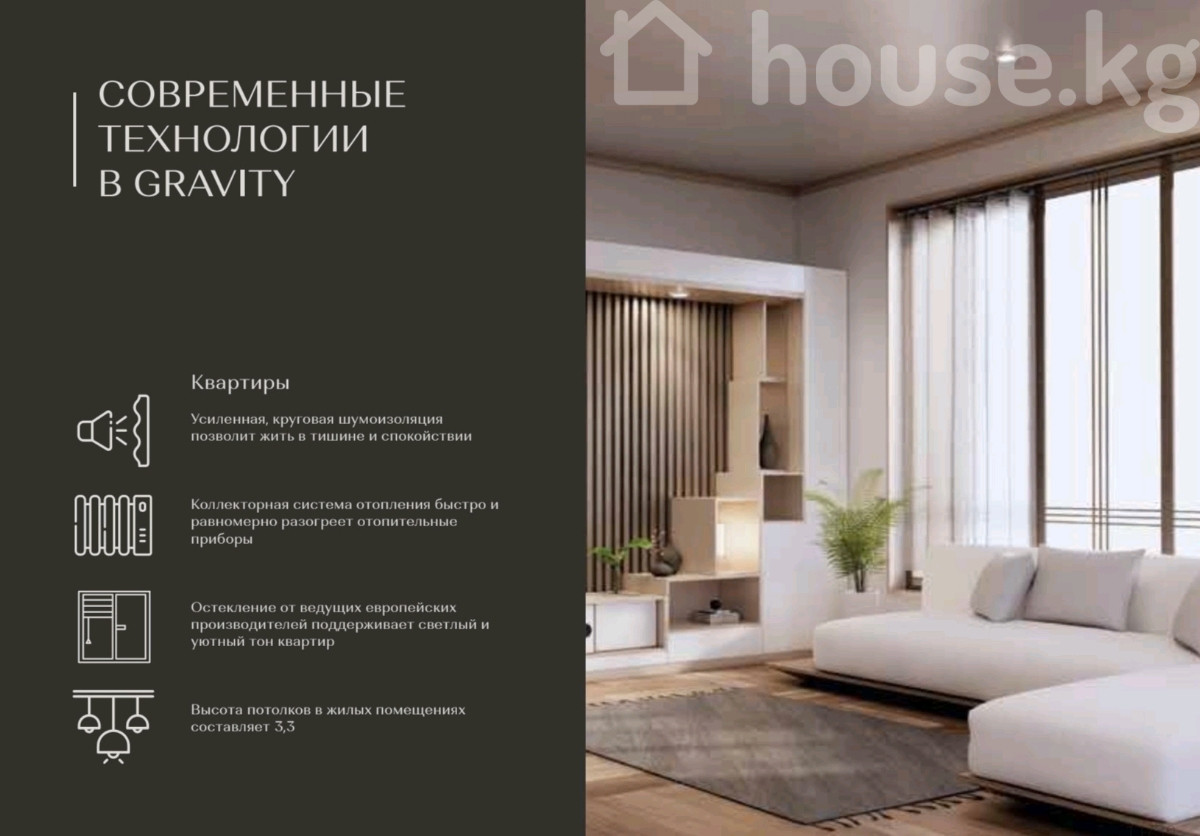 house.kg
СОВРЕМЕННЫЕ
ТЕХНОЛОГИИ
В GRAVITY
Квартиры
Усиленная, круговая шумоизоляция
позволит жить в тишине и спокойствии
Коллекторная система отопления быстро и
равномерно разогреет отопительные
приборы
Остекление от ведущих европейских
производителей поддерживает светлый и
уютный тон квартир
Высота потолков в жилых помещениях
составляет 3,3